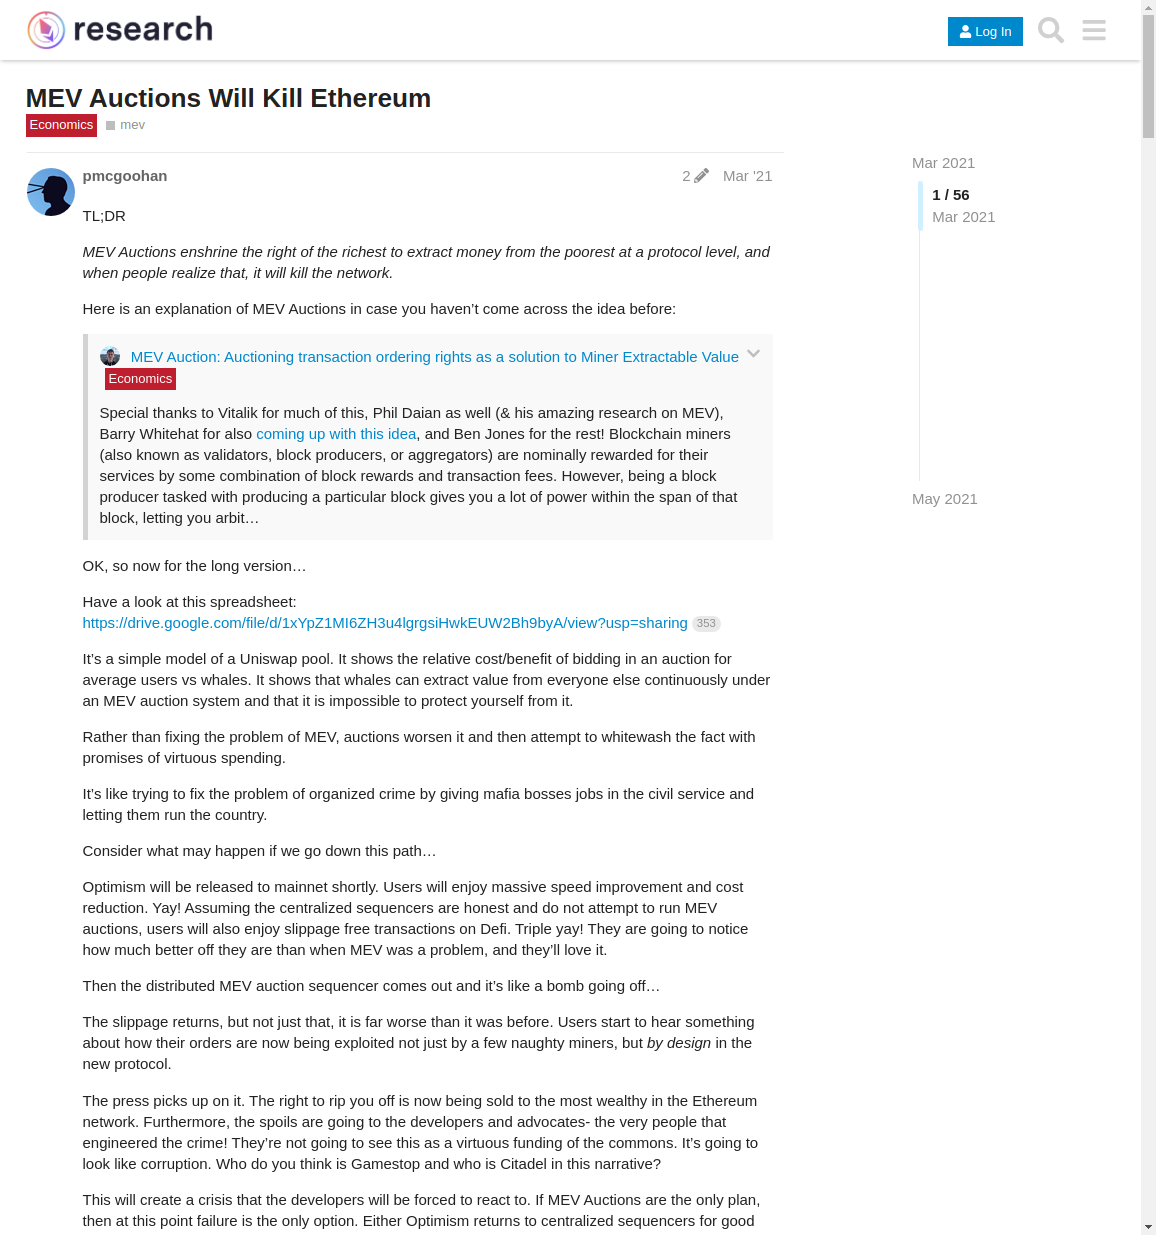 research
Log In
MEV Auctions Will Kill Ethereum
Economics mev
Mar 2021
1 / 56
Mar 2021
May 2021
pmcgoohan 2 Mar '21
TL;DR
MEV Auctions enshrine the right of the richest to extract money from the poorest at a protocol level, and
when people realize that, it will kill the network.
Here is an explanation of MEV Auctions in case you haven’t come across the idea before:
MEV Auction: Auctioning transaction ordering rights as a solution to Miner Extractable Value
Economics
Special thanks to Vitalik for much of this, Phil Daian as well (& his amazing research on MEV),
Barry Whitehat for also coming up with this idea, and Ben Jones for the rest! Blockchain miners
(also known as validators, block producers, or aggregators) are nominally rewarded for their
services by some combination of block rewards and transaction fees. However, being a block
producer tasked with producing a particular block gives you a lot of power within the span of that
block, letting you arbit…
OK, so now for the long version…
Have a look at this spreadsheet:
https://drive.google.com/file/d/1xYpZ1MI6ZH3u4lgrgsiHwkEUW2Bh9byA/view?usp=sharing 353
It’s a simple model of a Uniswap pool. It shows the relative cost/benefit of bidding in an auction for
average users vs whales. It shows that whales can extract value from everyone else continuously under
an MEV auction system and that it is impossible to protect yourself from it.
Rather than fixing the problem of MEV, auctions worsen it and then attempt to whitewash the fact with
promises of virtuous spending.
It’s like trying to fix the problem of organized crime by giving mafia bosses jobs in the civil service and
letting them run the country.
Consider what may happen if we go down this path…
Optimism will be released to mainnet shortly. Users will enjoy massive speed improvement and cost
reduction. Yay! Assuming the centralized sequencers are honest and do not attempt to run MEV
auctions, users will also enjoy slippage free transactions on Defi. Triple yay! They are going to notice
how much better off they are than when MEV was a problem, and they’ll love it.
Then the distributed MEV auction sequencer comes out and it’s like a bomb going off…
The slippage returns, but not just that, it is far worse than it was before. Users start to hear something
about how their orders are now being exploited not just by a few naughty miners, but by design in the
new protocol.
The press picks up on it. The right to rip you off is now being sold to the most wealthy in the Ethereum
network. Furthermore, the spoils are going to the developers and advocates- the very people that
engineered the crime! They’re not going to see this as a virtuous funding of the commons. It’s going to
look like corruption. Who do you think is Gamestop and who is Citadel in this narrative?
This will create a crisis that the developers will be forced to react to. If MEV Auctions are the only plan,
then at this point failure is the only option. Either Optimism returns to centralized sequencers for good